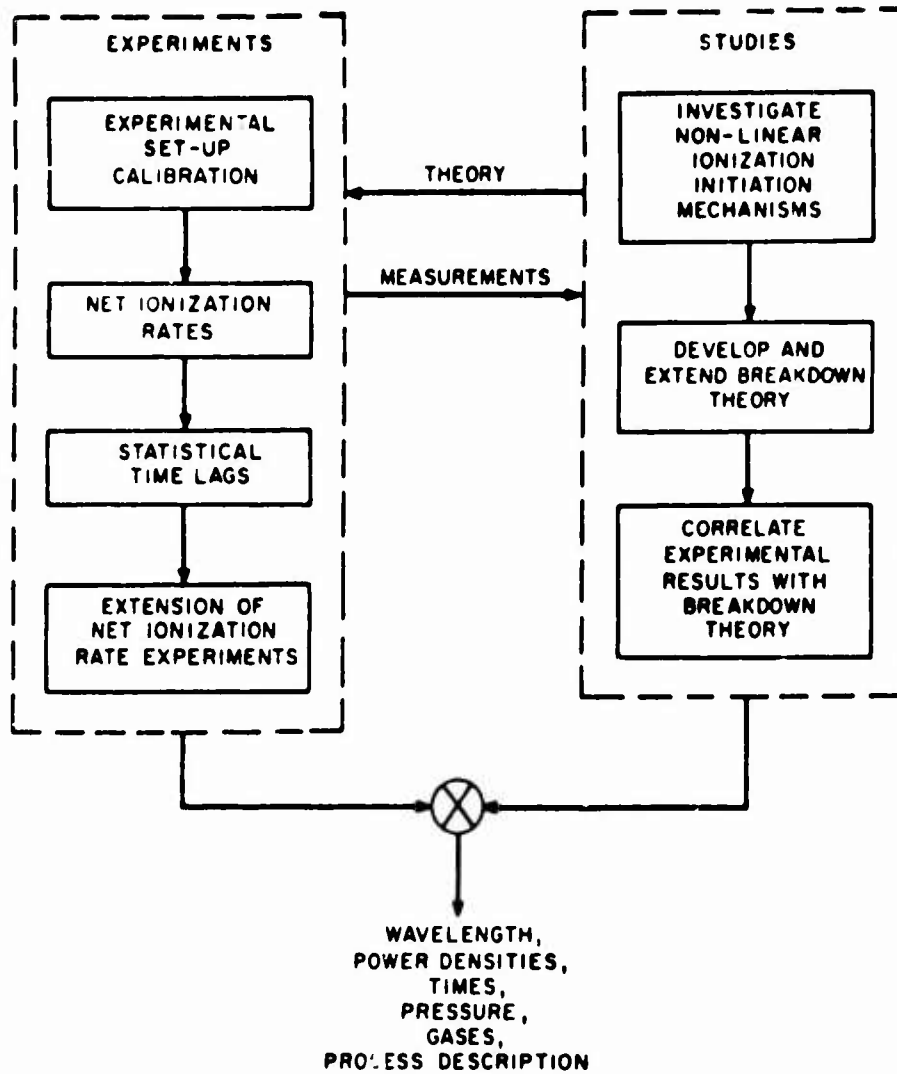 EXPERIMENTS
EXPERIMENTAL
SET-UP
CALIBRATION
NET IONIZATION
RATES
STATISTICAL
TIME LAGS
EXTENSION OF
NET IONIZATION
RATE EXPERIMENTS
THEORY
MEASUREMENTS
STUDIES
INVESTIGATE
NON-LINEAR
IONIZATION
INITIATION
MECHANISMS
DEVELOP AND
EXTEND BREAKDOWN
THEORY
CORRELATE
EXPERIMENTAL
RESULTS WITH
BREAKDOWN
THEORY
WAVELENGTH,
POWER DENSITIES,
TIMES,
PRESSURE,
GASES,
PROCESS DESCRIPTION